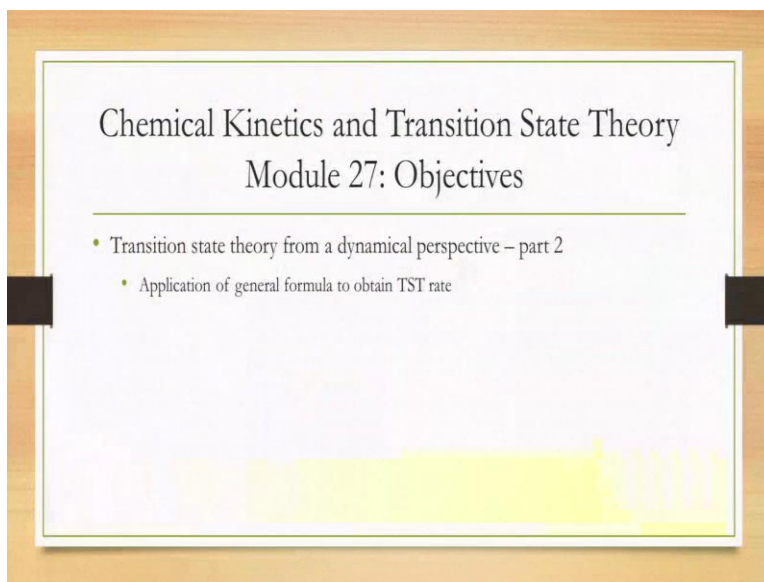 Chemical Kinetics and Transition State Theory
Module 27: Objectives
• Transition state theory from a dynamical perspective – part 2
• Application of general formula to obtain TST rate